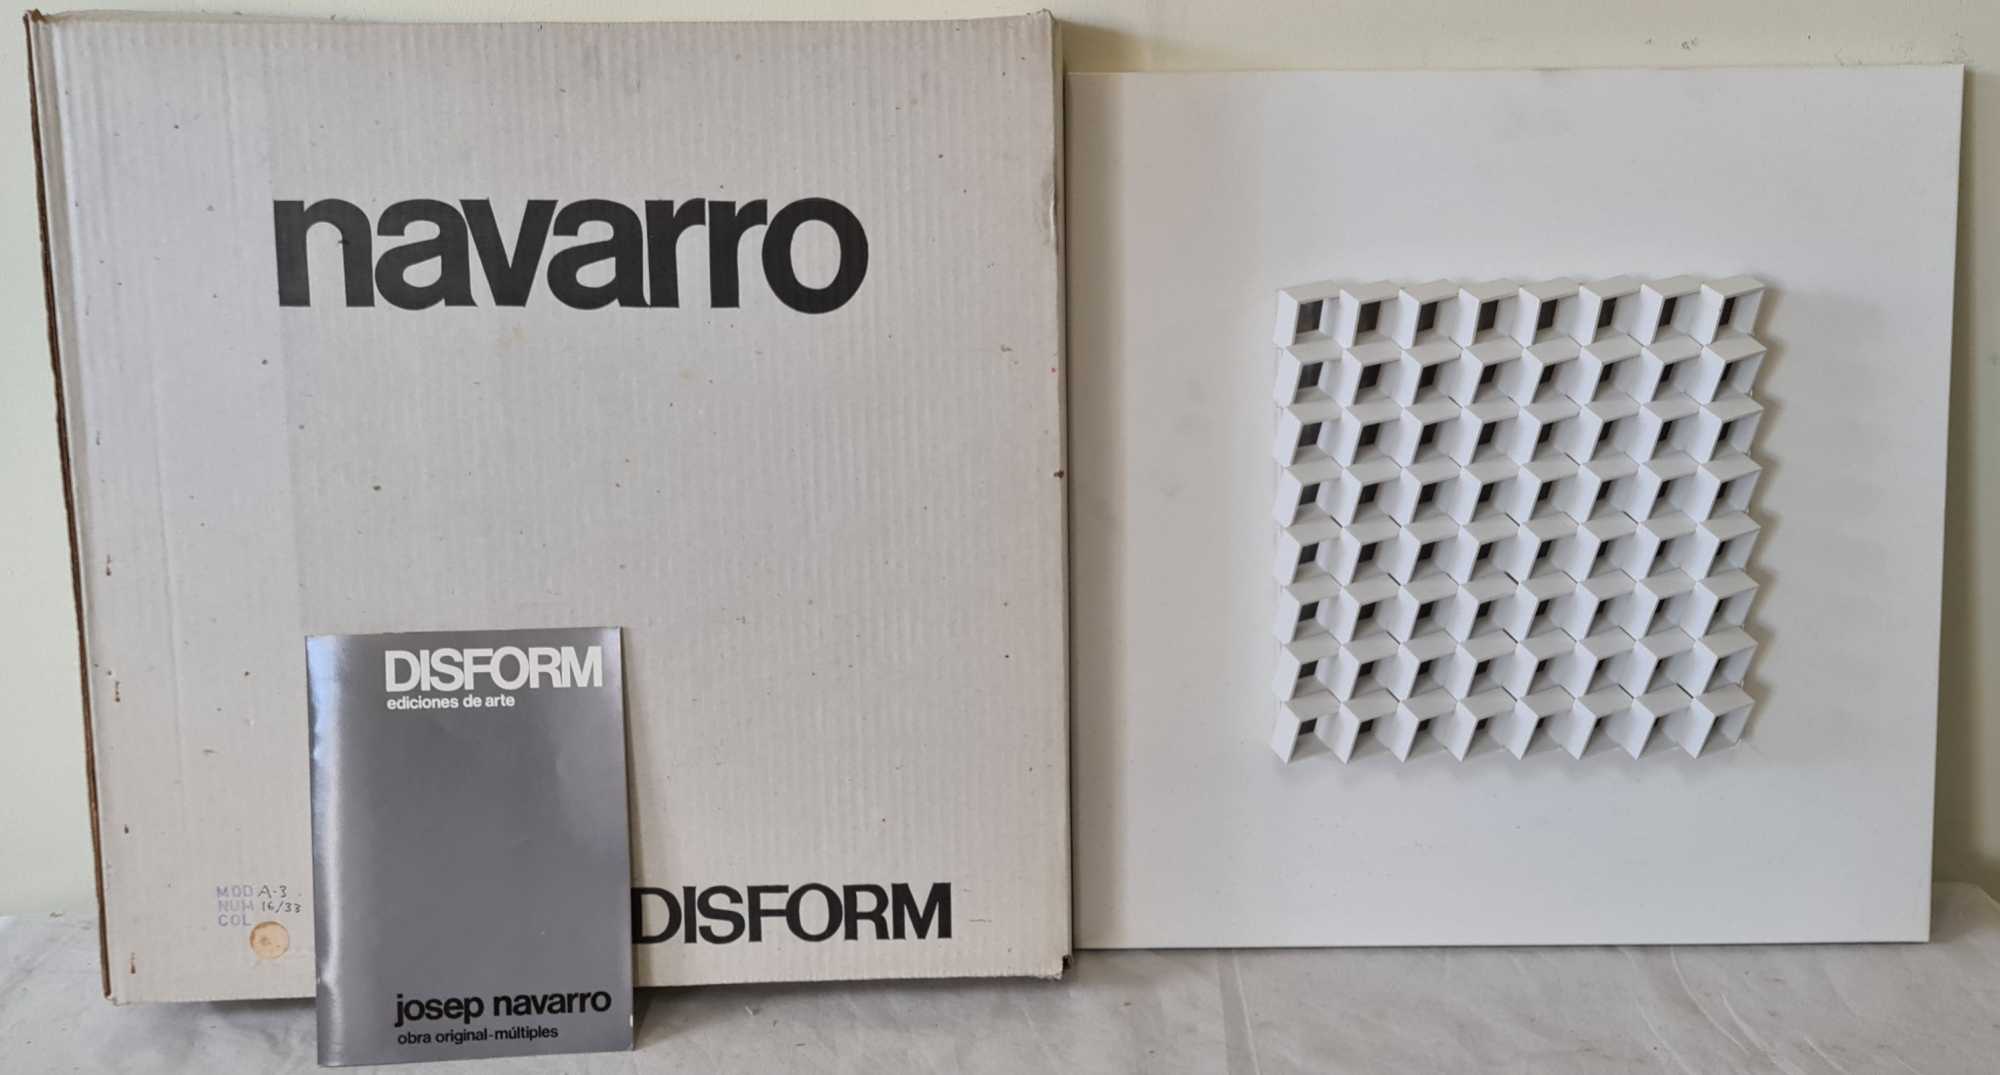 navarro
DISFORM
ediciones de arte
josep navarro
obra original-múltiples
MOD A-3
NUM 16/33
COL
DISFORM